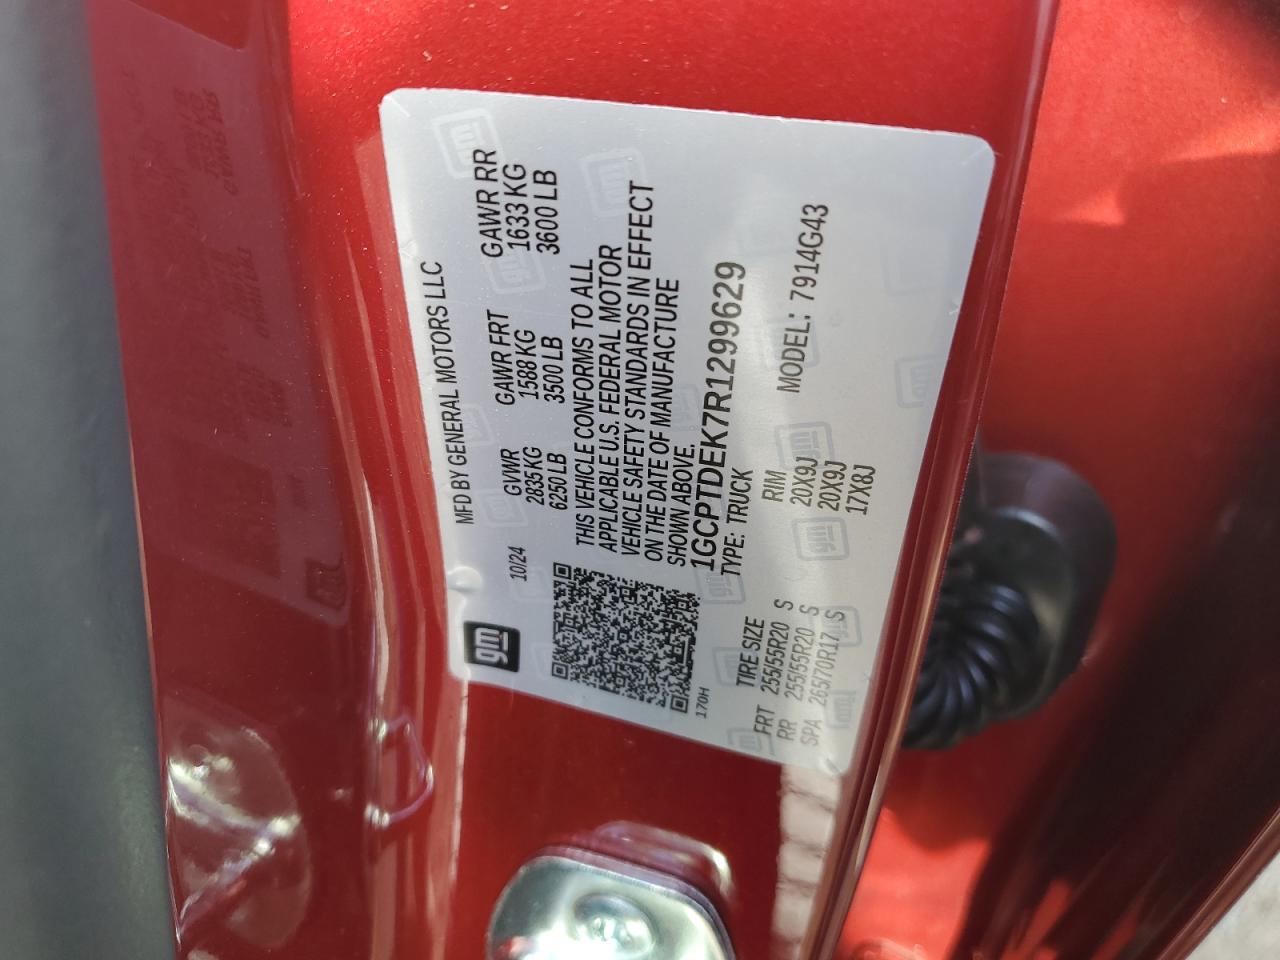 gm
MFD BY GENERAL MOTORS LLC
10/24 GVWR GAWR FRT GAWR RR
2835 KG 1588 KG 1633 KG
6250 LB 3500 LB 3600 LB
THIS VEHICLE CONFORMS TO ALL
APPLICABLE U.S. FEDERAL MOTOR
VEHICLE SAFETY STANDARDS IN EFFECT
ON THE DATE OF MANUFACTURE
SHOWN ABOVE.
1GCPTDEK7R1299629
170H
TYPE: TRUCK
MODEL: 7914G43
TIRE SIZE RIM
FRT 255/55R20 S 20X9J
RR 255/55R20 S 20X9J
SPA 265/70R17 S 17X8J